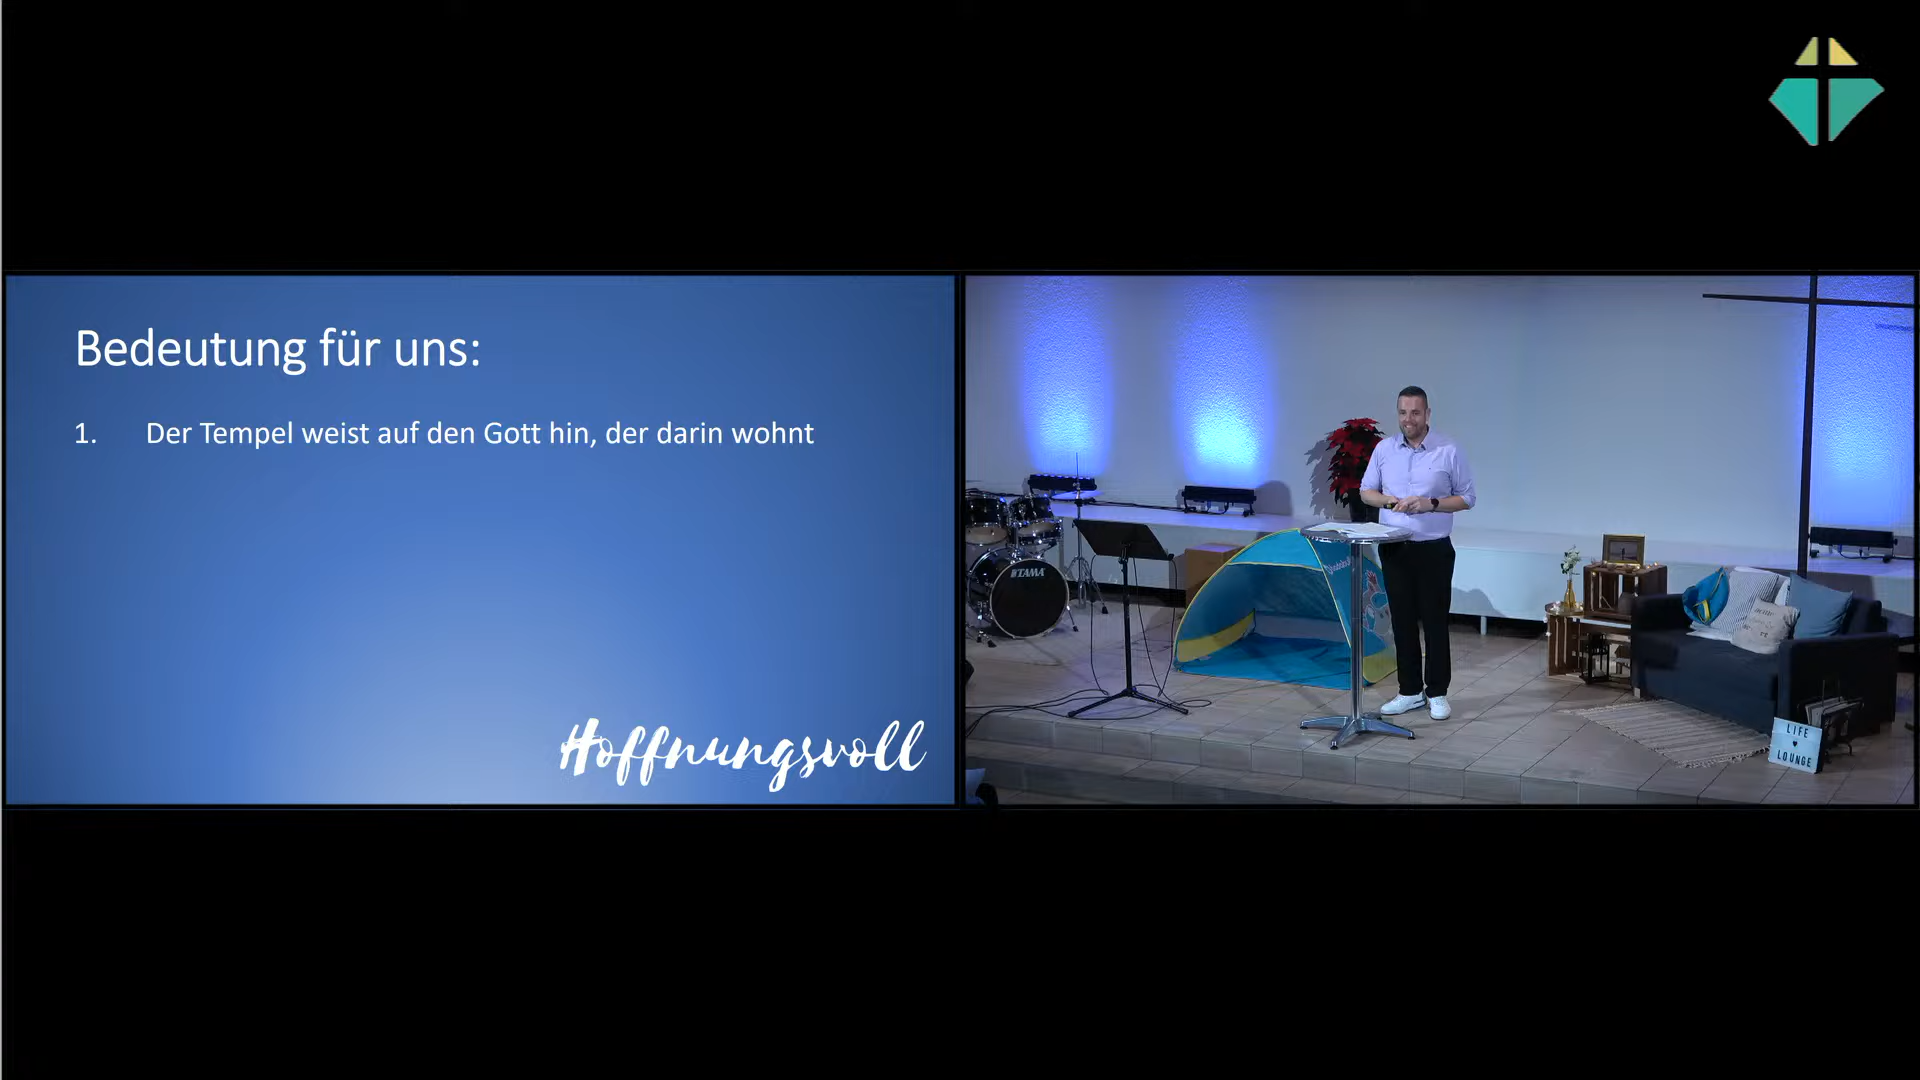 Bedeutung für uns:
1. Der Tempel weist auf den Gott hin, der darin wohnt
Hoffnungsvoll
TAMA
LIFE
♥
LOUNGE